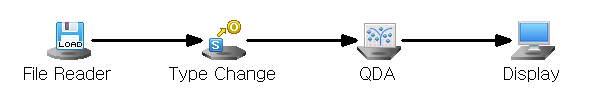 LOAD
S
O
File Reader
Type Change
QDA
Display